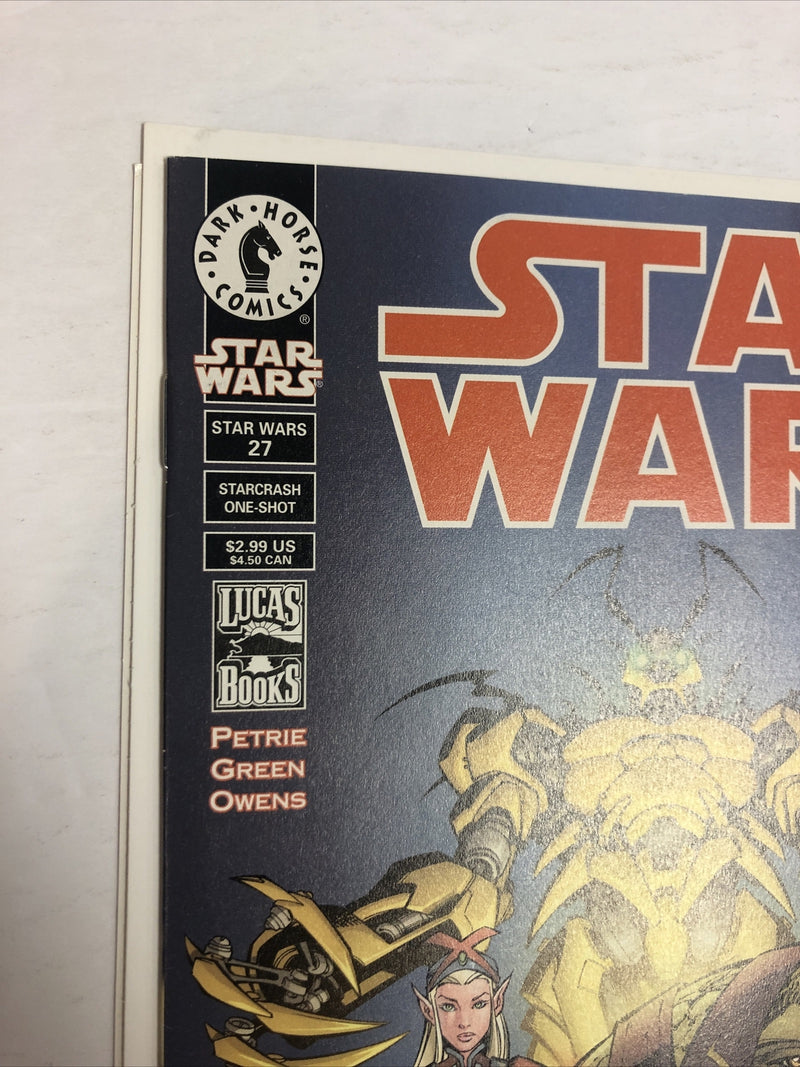 DARK • HORSE
• COMICS •
®
STAR
WARS®
STAR WARS
27
STARCRASH
ONE-SHOT
$2.99 US
$4.50 CAN
LUCAS
BOOKS
PETRIE
GREEN
OWENS
STA
WAR